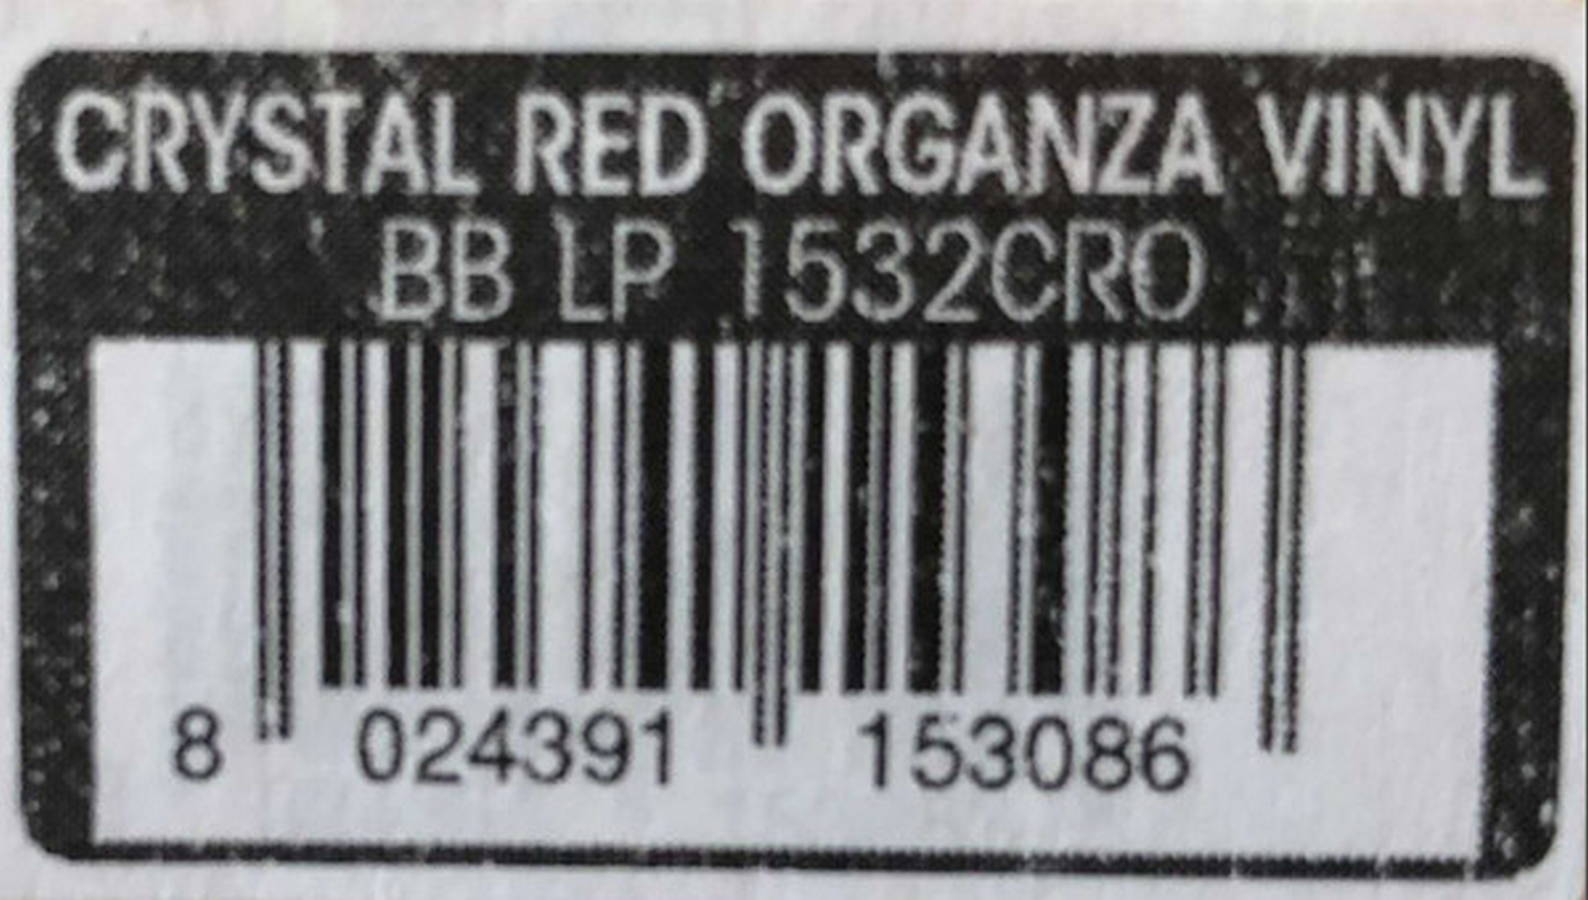 CRYSTAL RED ORGANZA VINYL
BB LP 1532CRO
8 024391 153086